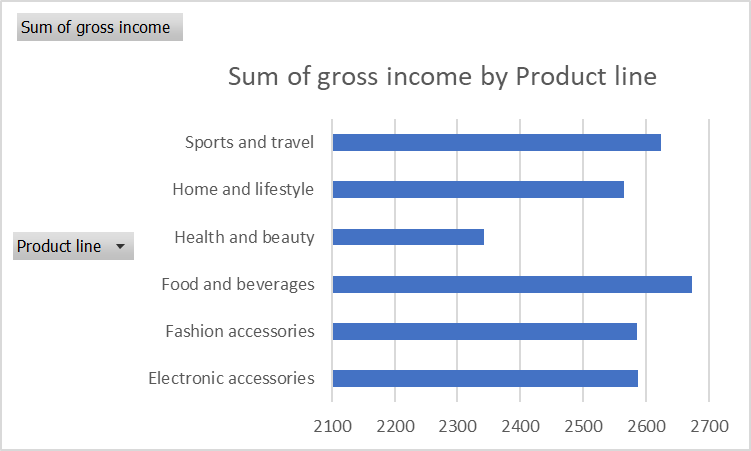 Sum of gross income
Sum of gross income by Product line
Sports and travel
Home and lifestyle
Health and beauty
Product line
Food and beverages
Fashion accessories
Electronic accessories
2100 2200 2300 2400 2500 2600 2700